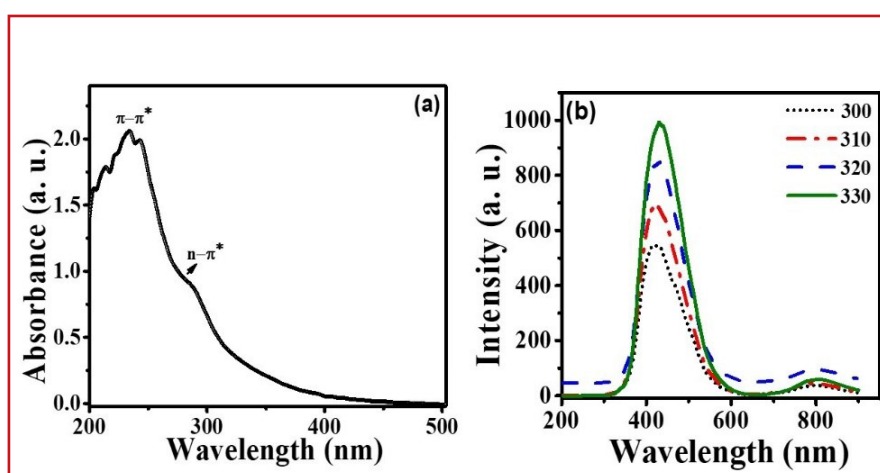 (a)
π–π*
n–π*
2.0
1.5
1.0
0.5
0.0
200 300 400 500
Absorbance (a. u.)
Wavelength (nm)
(b)
300
310
320
330
1000
800
600
400
200
0
200 400 600 800
Intensity (a. u.)
Wavelength (nm)